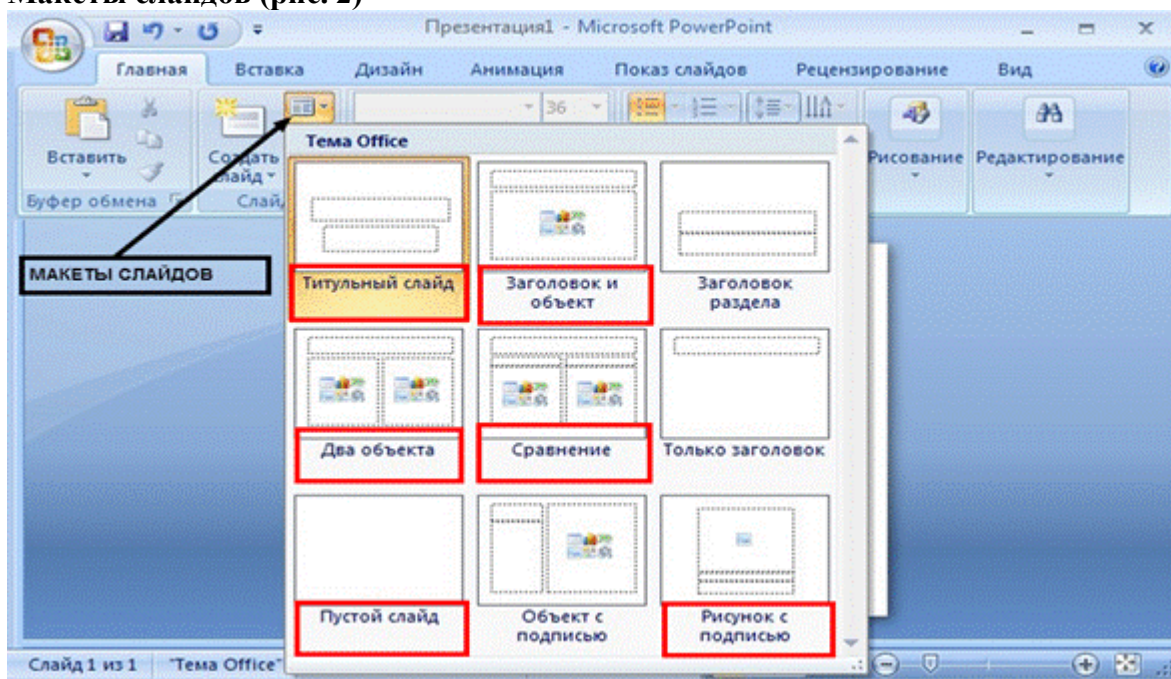 Макеты слайдов (рис. 2)
Презентация1 - Microsoft PowerPoint
Главная Вставка Дизайн Анимация Показ слайдов Рецензирование Вид
36
Вставить
Создать
слайд
Рисование
Редактирование
Буфер обмена
Слай
Тема Office
МАКЕТЫ СЛАЙДОВ
Титульный слайд
Заголовок и
объект
Заголовок
раздела
Два объекта
Сравнение
Только заголовок
Пустой слайд
Объект с
подписью
Рисунок с
подписью
Слайд 1 из 1 "Тема Office"